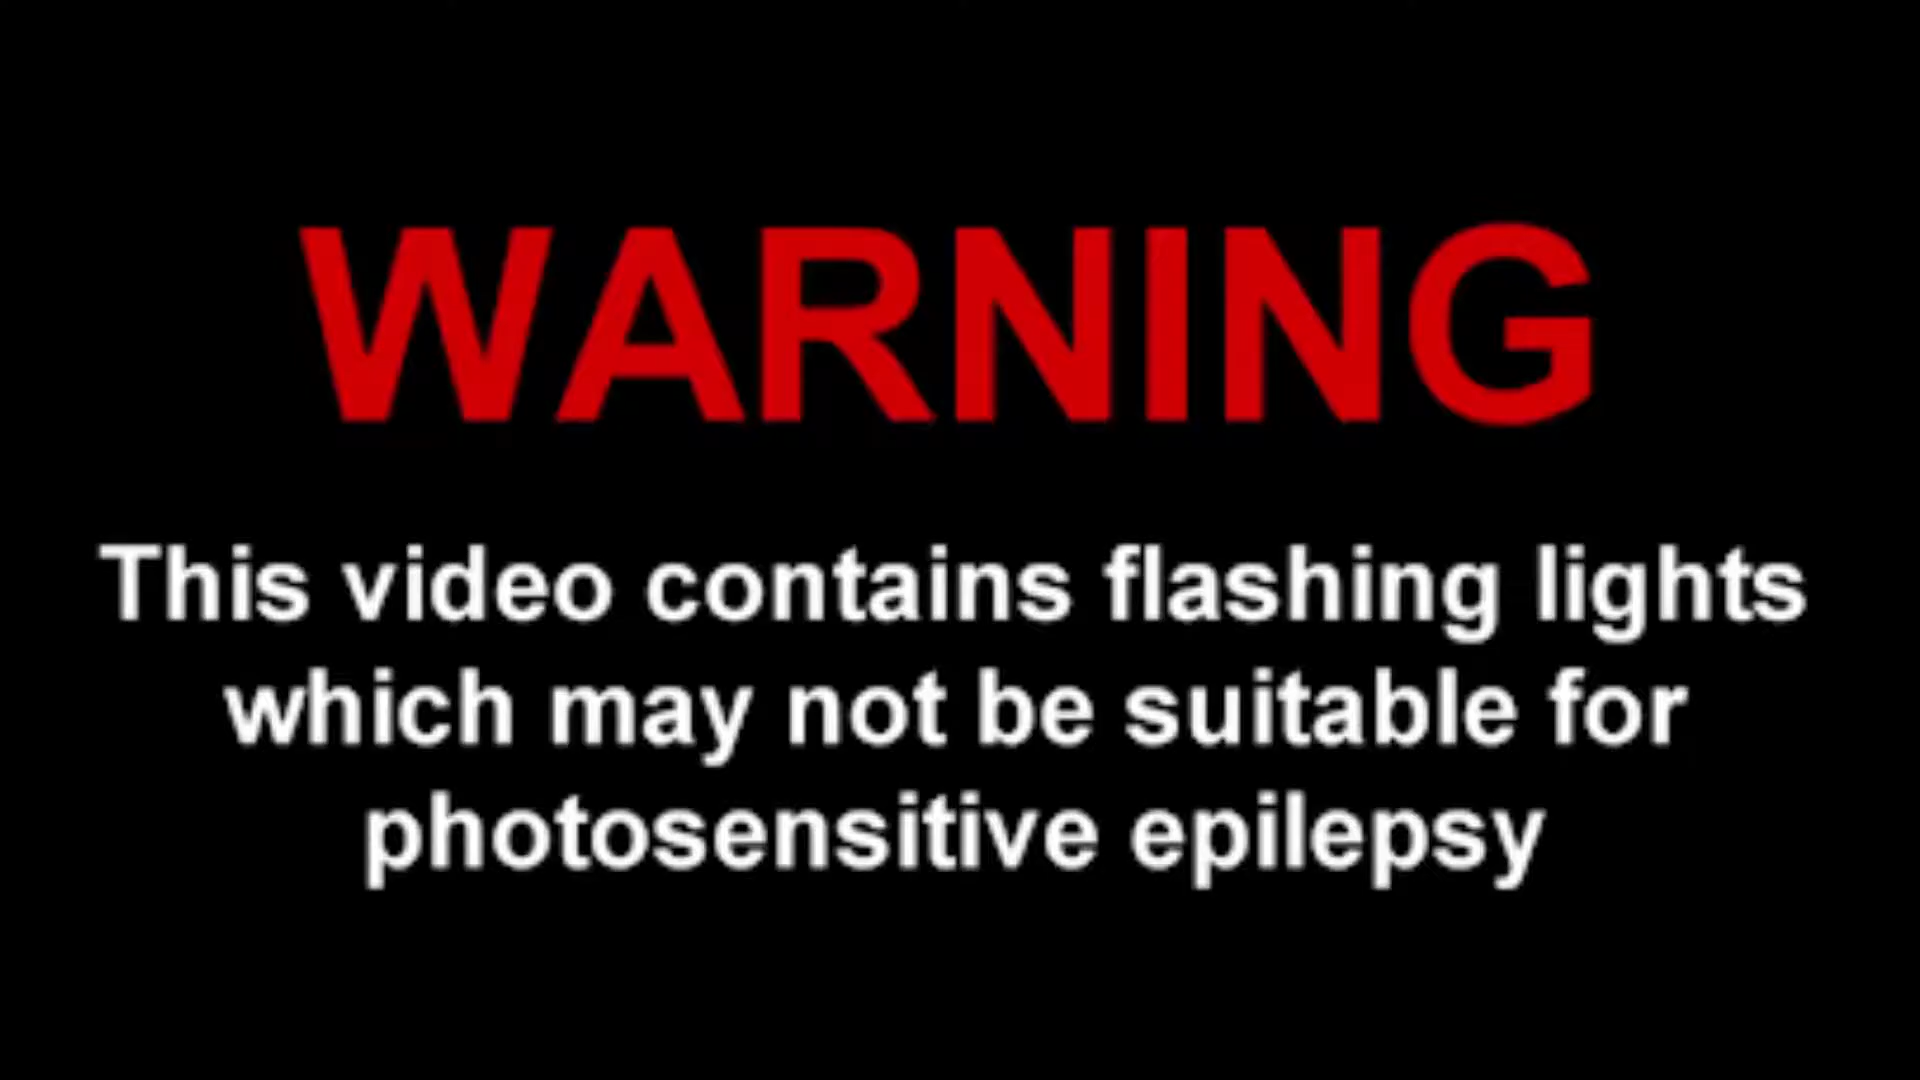 WARNING
This video contains flashing lights
which may not be suitable for
photosensitive epilepsy